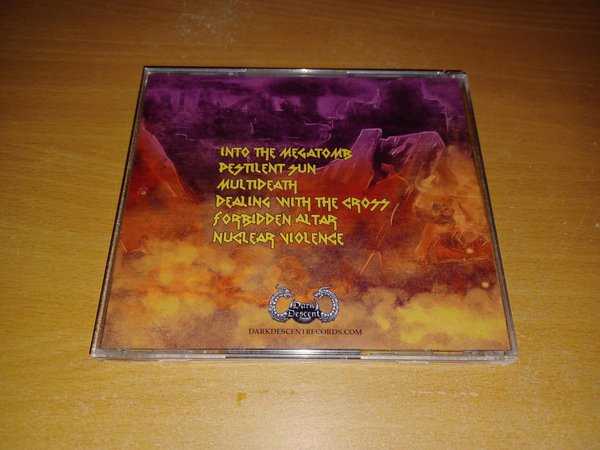 INTO THE MEGATOMB
PESTILENT SUN
MULTIDEATH
DEALING WITH THE CROSS
FORBIDDEN ALTAR
NUCLEAR VIOLENCE
Dark
Descent
DARKDESCENTRECORDS.COM